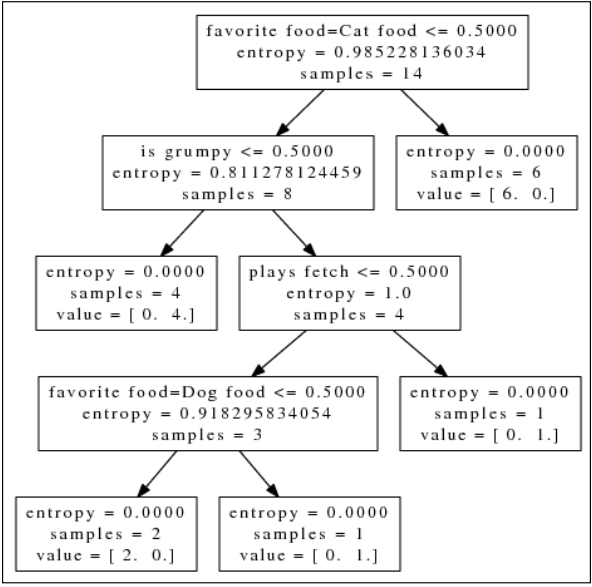 favorite food=Cat food <= 0.5000
entropy = 0.985228136034
samples = 14
is grumpy <= 0.5000
entropy = 0.811278124459
samples = 8
entropy = 0.0000
samples = 6
value = [ 6. 0.]
entropy = 0.0000
samples = 4
value = [ 0. 4.]
plays fetch <= 0.5000
entropy = 1.0
samples = 4
favorite food=Dog food <= 0.5000
entropy = 0.918295834054
samples = 3
entropy = 0.0000
samples = 1
value = [ 0. 1.]
entropy = 0.0000
samples = 2
value = [ 2. 0.]
entropy = 0.0000
samples = 1
value = [ 0. 1.]